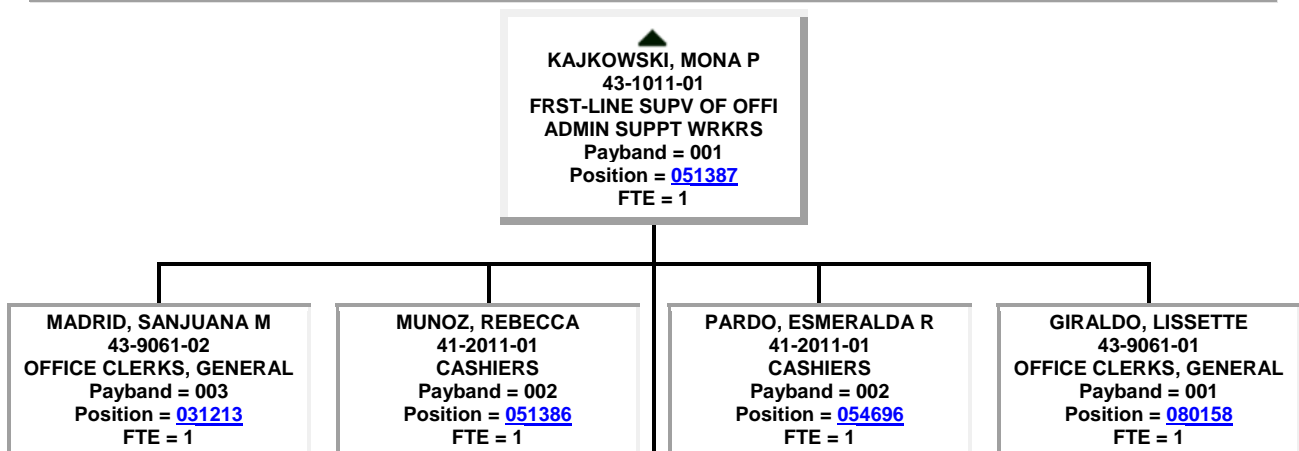 KAJKOWSKI, MONA P
43-1011-01
FRST-LINE SUPV OF OFFI
ADMIN SUPPT WRKRS
Payband = 001
Position = 051387
FTE = 1
MADRID, SANJUANA M
43-9061-02
OFFICE CLERKS, GENERAL
Payband = 003
Position = 031213
FTE = 1
MUNOZ, REBECCA
41-2011-01
CASHIERS
Payband = 002
Position = 051386
FTE = 1
PARDO, ESMERALDA R
41-2011-01
CASHIERS
Payband = 002
Position = 054696
FTE = 1
GIRALDO, LISSETTE
43-9061-01
OFFICE CLERKS, GENERAL
Payband = 001
Position = 080158
FTE = 1